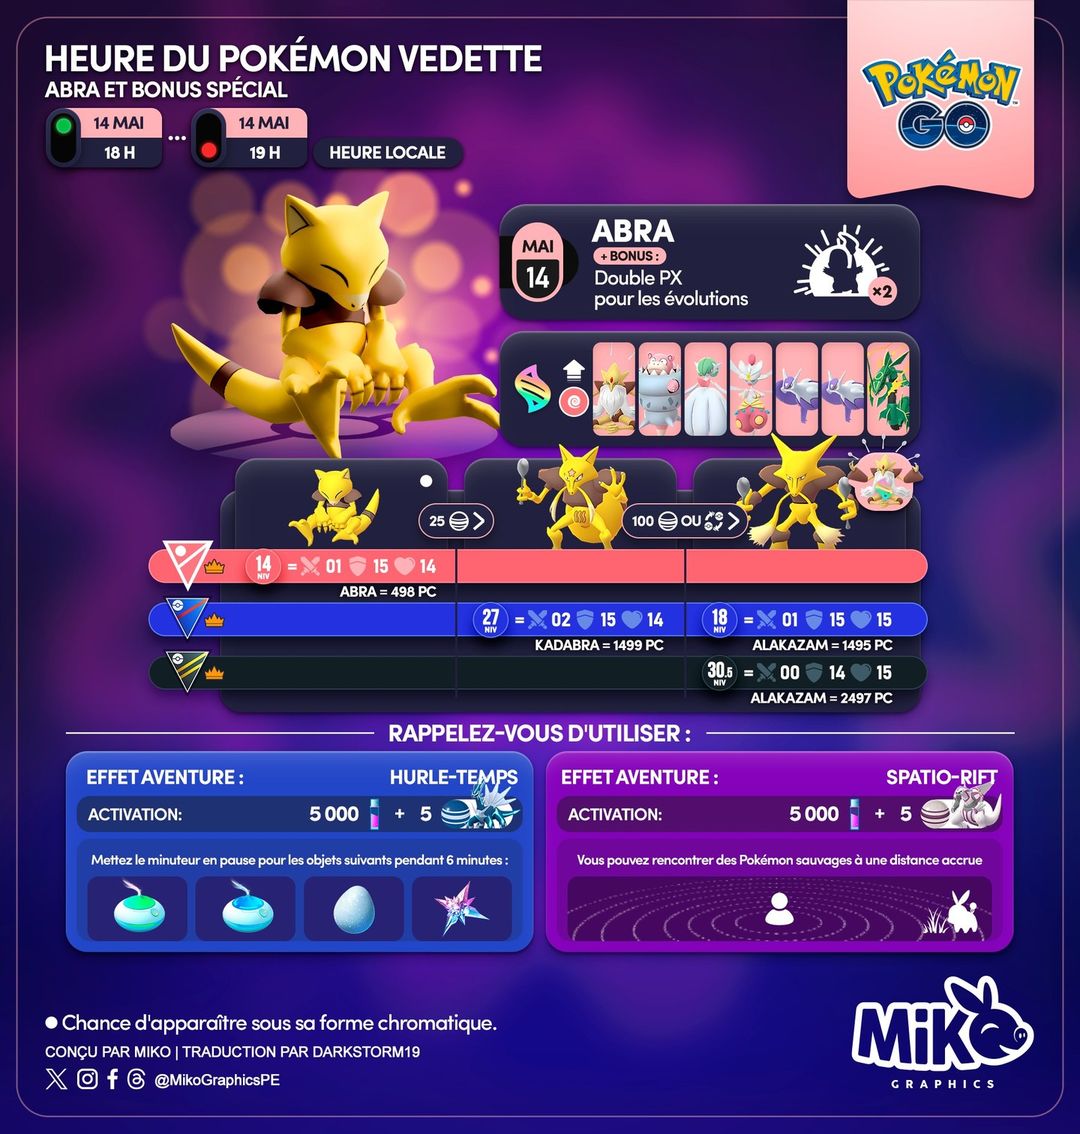 HEURE DU POKÉMON VEDETTE
ABRA ET BONUS SPÉCIAL
14 MAI
18 H
...
14 MAI
19 H
HEURE LOCALE
POKÉMON
GO
MAI
14
ABRA
+ BONUS :
Double PX
pour les évolutions
×2
25
100 OU
14 NIV = 01 15 14
ABRA = 498 PC
27 NIV = 02 15 14
KADABRA = 1499 PC
18 NIV = 01 15 15
ALAKAZAM = 1495 PC
30.5 NIV = 00 14 15
ALAKAZAM = 2497 PC
RAPPELEZ-VOUS D'UTILISER :
EFFET AVENTURE : HURLE-TEMPS
ACTIVATION: 5 000 + 5
Mettez le minuteur en pause pour les objets suivants pendant 6 minutes :
EFFET AVENTURE : SPATIO-RIFT
ACTIVATION: 5 000 + 5
Vous pouvez rencontrer des Pokémon sauvages à une distance accrue
Chance d'apparaître sous sa forme chromatique.
CONÇU PAR MIKO | TRADUCTION PAR DARKSTORM19
@MikoGraphicsPE
MiKO
GRAPHICS